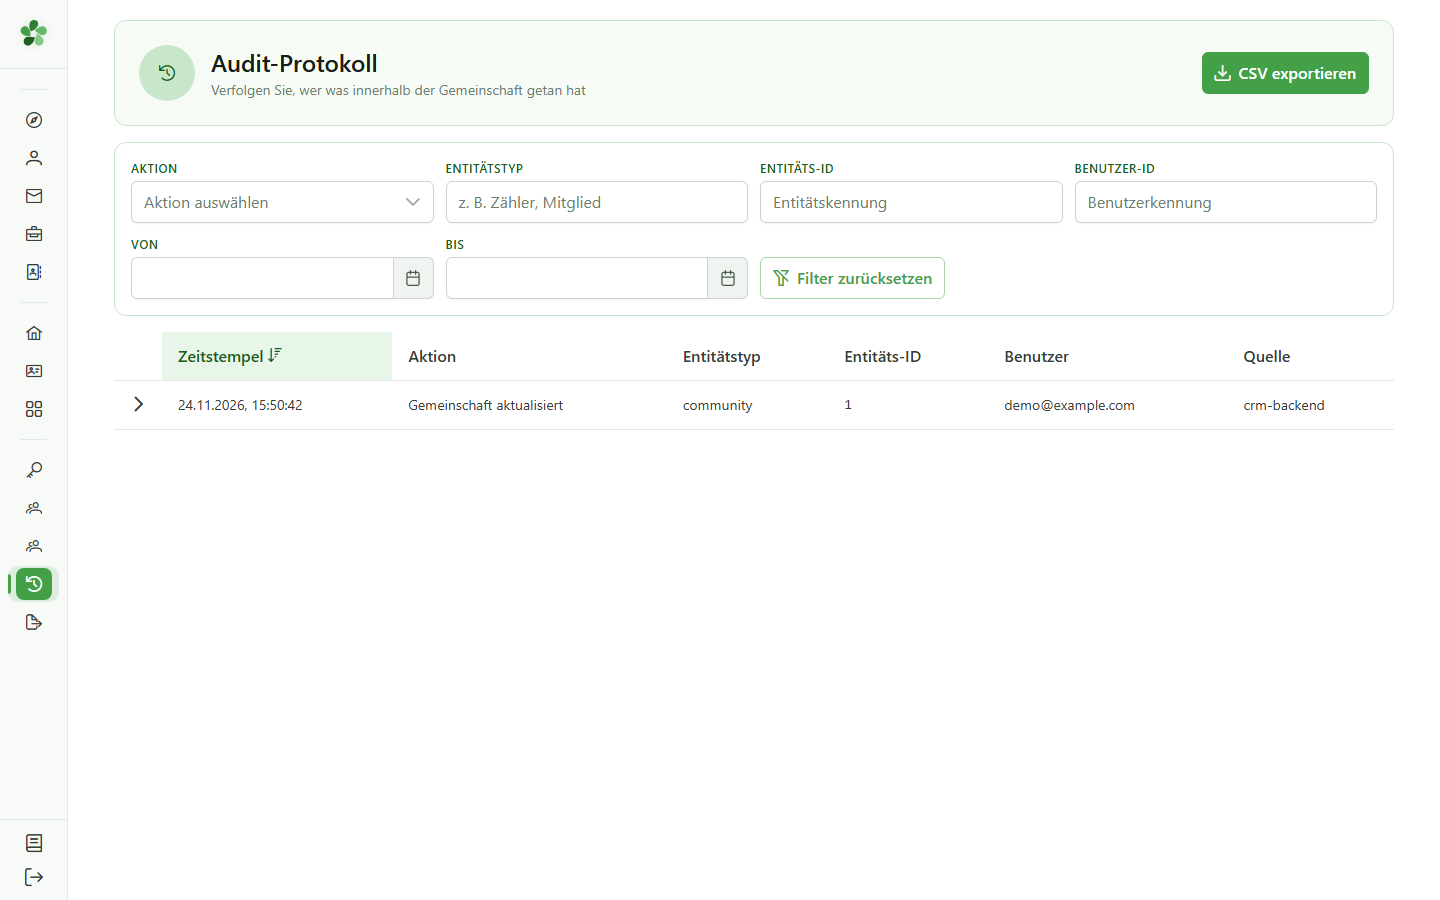 Audit-Protokoll
Verfolgen Sie, wer was innerhalb der Gemeinschaft getan hat
CSV exportieren
AKTION
ENTITÄTSTYP
ENTITÄTS-ID
BENUTZER-ID
Aktion auswählen
z. B. Zähler, Mitglied
Entitätskennung
Benutzerkennung
VON
BIS
Filter zurücksetzen
Zeitstempel Aktion Entitätstyp Entitäts-ID Benutzer Quelle
24.11.2026, 15:50:42 Gemeinschaft aktualisiert community 1 demo@example.com crm-backend